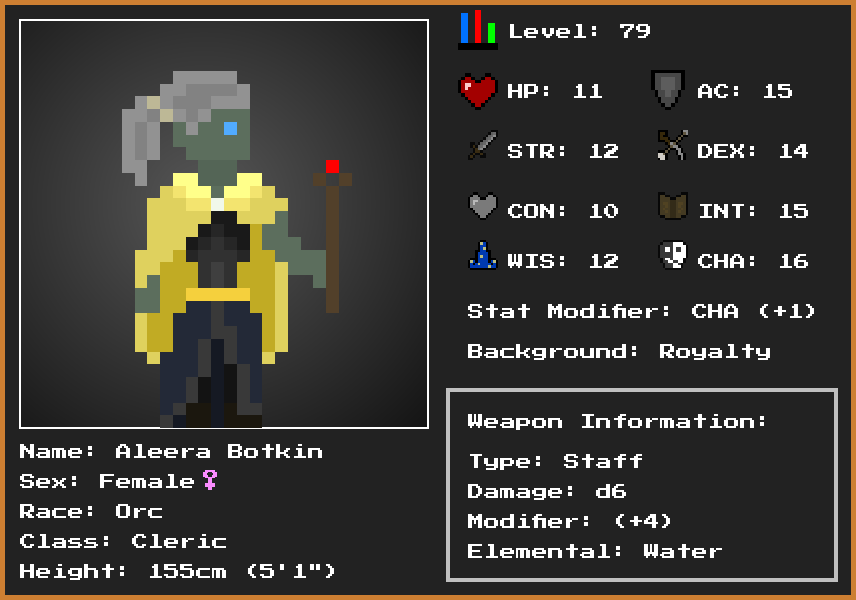 Level: 79
HP: 11
AC: 15
STR: 12
DEX: 14
CON: 10
INT: 15
WIS: 12
CHA: 16
Stat Modifier: CHA (+1)
Background: Royalty
Weapon Information:
Type: Staff
Damage: d6
Modifier: (+4)
Elemental: Water
Name: Aleera Botkin
Sex: Female♀
Race: Orc
Class: Cleric
Height: 155cm (5'1")